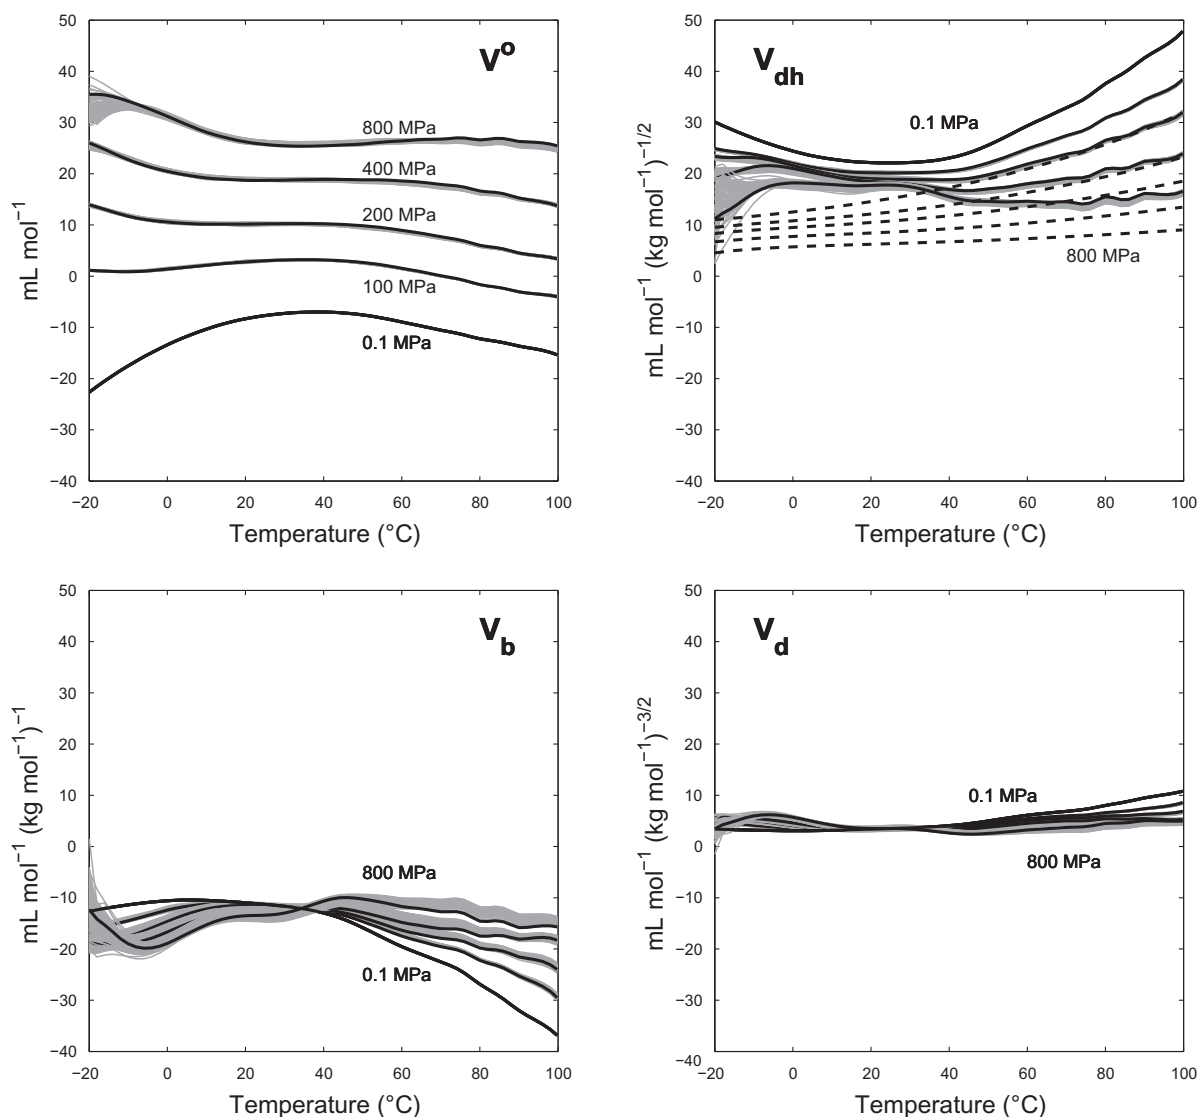 V°
mL mol⁻¹
50
40
30
20
10
0
−10
−20
−30
−40
800 MPa
400 MPa
200 MPa
100 MPa
0.1 MPa
−20 0 20 40 60 80 100
Temperature (°C)
V_dh
mL mol⁻¹ (kg mol⁻¹)⁻¹/²
50
40
30
20
10
0
−10
−20
−30
−40
0.1 MPa
800 MPa
−20 0 20 40 60 80 100
Temperature (°C)
V_b
mL mol⁻¹ (kg mol⁻¹)⁻¹
50
40
30
20
10
0
−10
−20
−30
−40
800 MPa
0.1 MPa
−20 0 20 40 60 80 100
Temperature (°C)
V_d
mL mol⁻¹ (kg mol⁻¹)⁻³/²
50
40
30
20
10
0
−10
−20
−30
−40
0.1 MPa
800 MPa
−20 0 20 40 60 80 100
Temperature (°C)